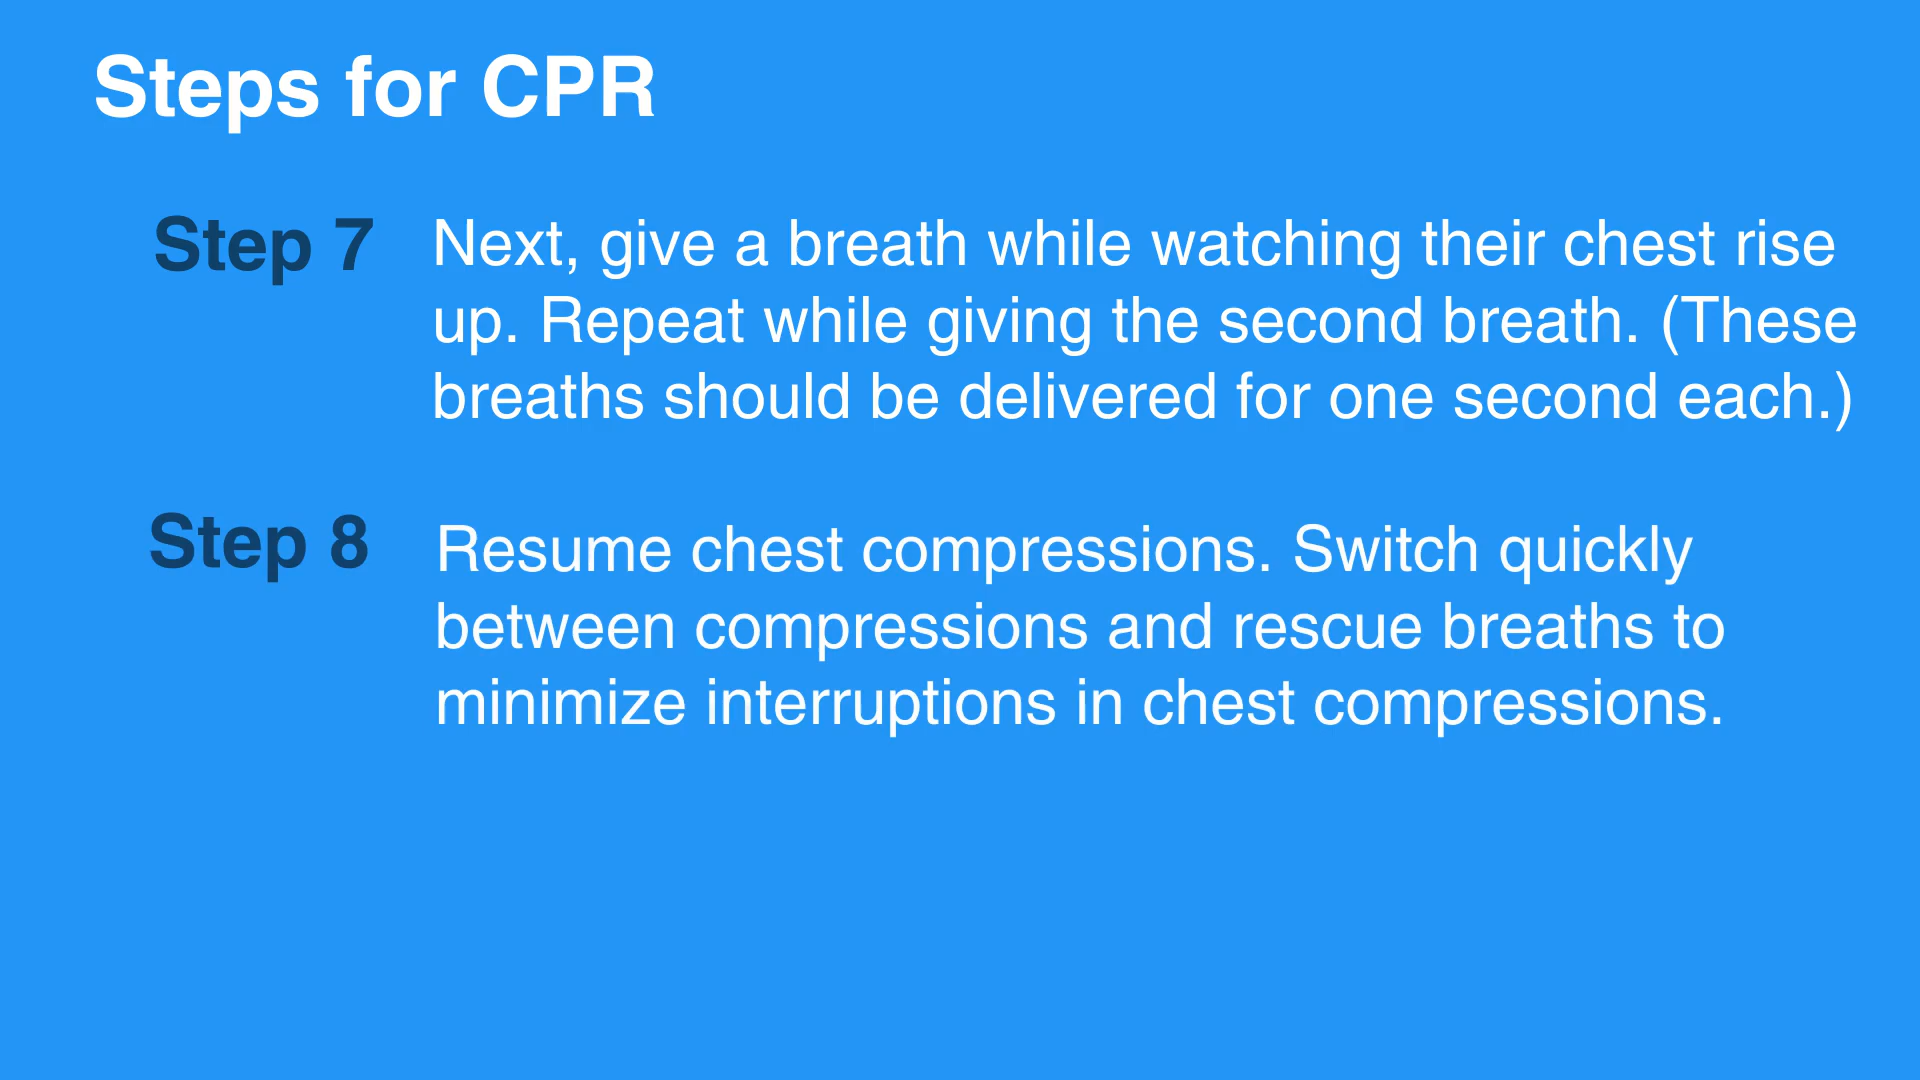 Steps for CPR
Step 7
Next, give a breath while watching their chest rise
up. Repeat while giving the second breath. (These
breaths should be delivered for one second each.)
Step 8
Resume chest compressions. Switch quickly
between compressions and rescue breaths to
minimize interruptions in chest compressions.